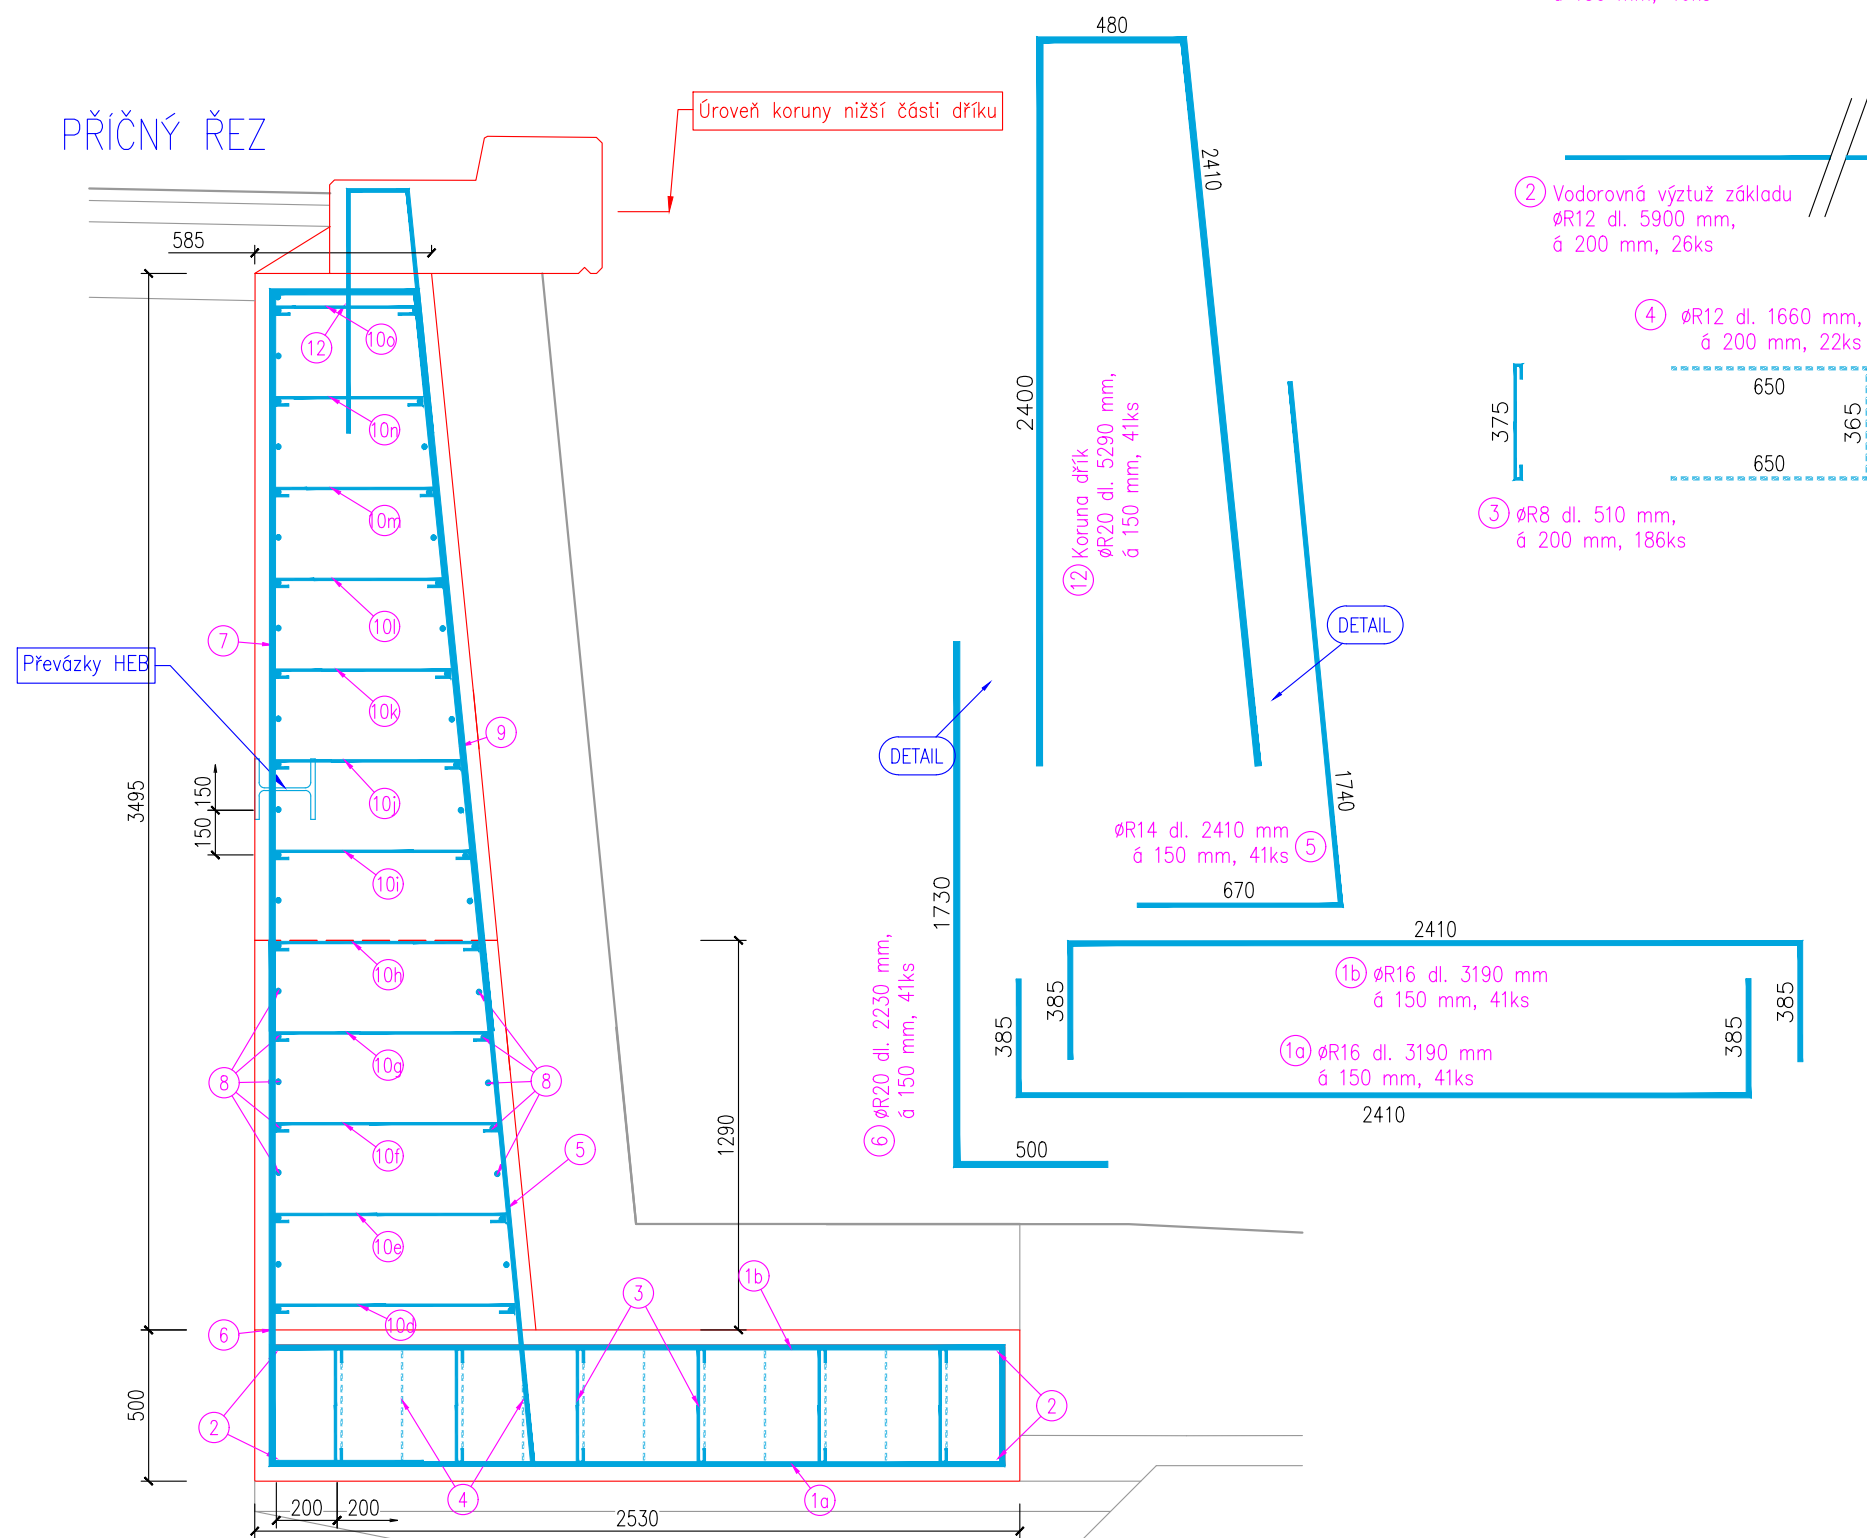 PŘÍČNÝ ŘEZ
Úroveň koruny nižší části dříku
585
12
10o
10n
10m
10l
10k
10j
10i
10h
10g
10f
10e
10d
7
Převázky HEB
9
3495
150
150
8
8
5
1290
6
3
1b
500
2
2
4
1a
200
200
2530
480
2410
2400
12 Koruna dřík
øR20 dl. 5290 mm,
á 150 mm, 41ks
DETAIL
DETAIL
1740
øR14 dl. 2410 mm
á 150 mm, 41ks
5
670
1730
6 øR20 dl. 2230 mm,
á 150 mm, 41ks
500
2410
385
385
1b øR16 dl. 3190 mm
á 150 mm, 41ks
385
385
1a øR16 dl. 3190 mm
á 150 mm, 41ks
2410
2 Vodorovná výztuž základu
øR12 dl. 5900 mm,
á 200 mm, 26ks
4 øR12 dl. 1660 mm,
á 200 mm, 22ks
650
365
650
375
3 øR8 dl. 510 mm,
á 200 mm, 186ks